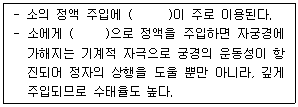 - 소의 정액 주입에 (      )이 주로 이용된다.
- 소에게 (      )으로 정액을 주입하면 자궁경에
가해지는 기계적 자극으로 궁경의 운동성이 항
진되어 정자의 상행을 도울 뿐만 아니라, 깊게
주입되므로 수태율도 높다.